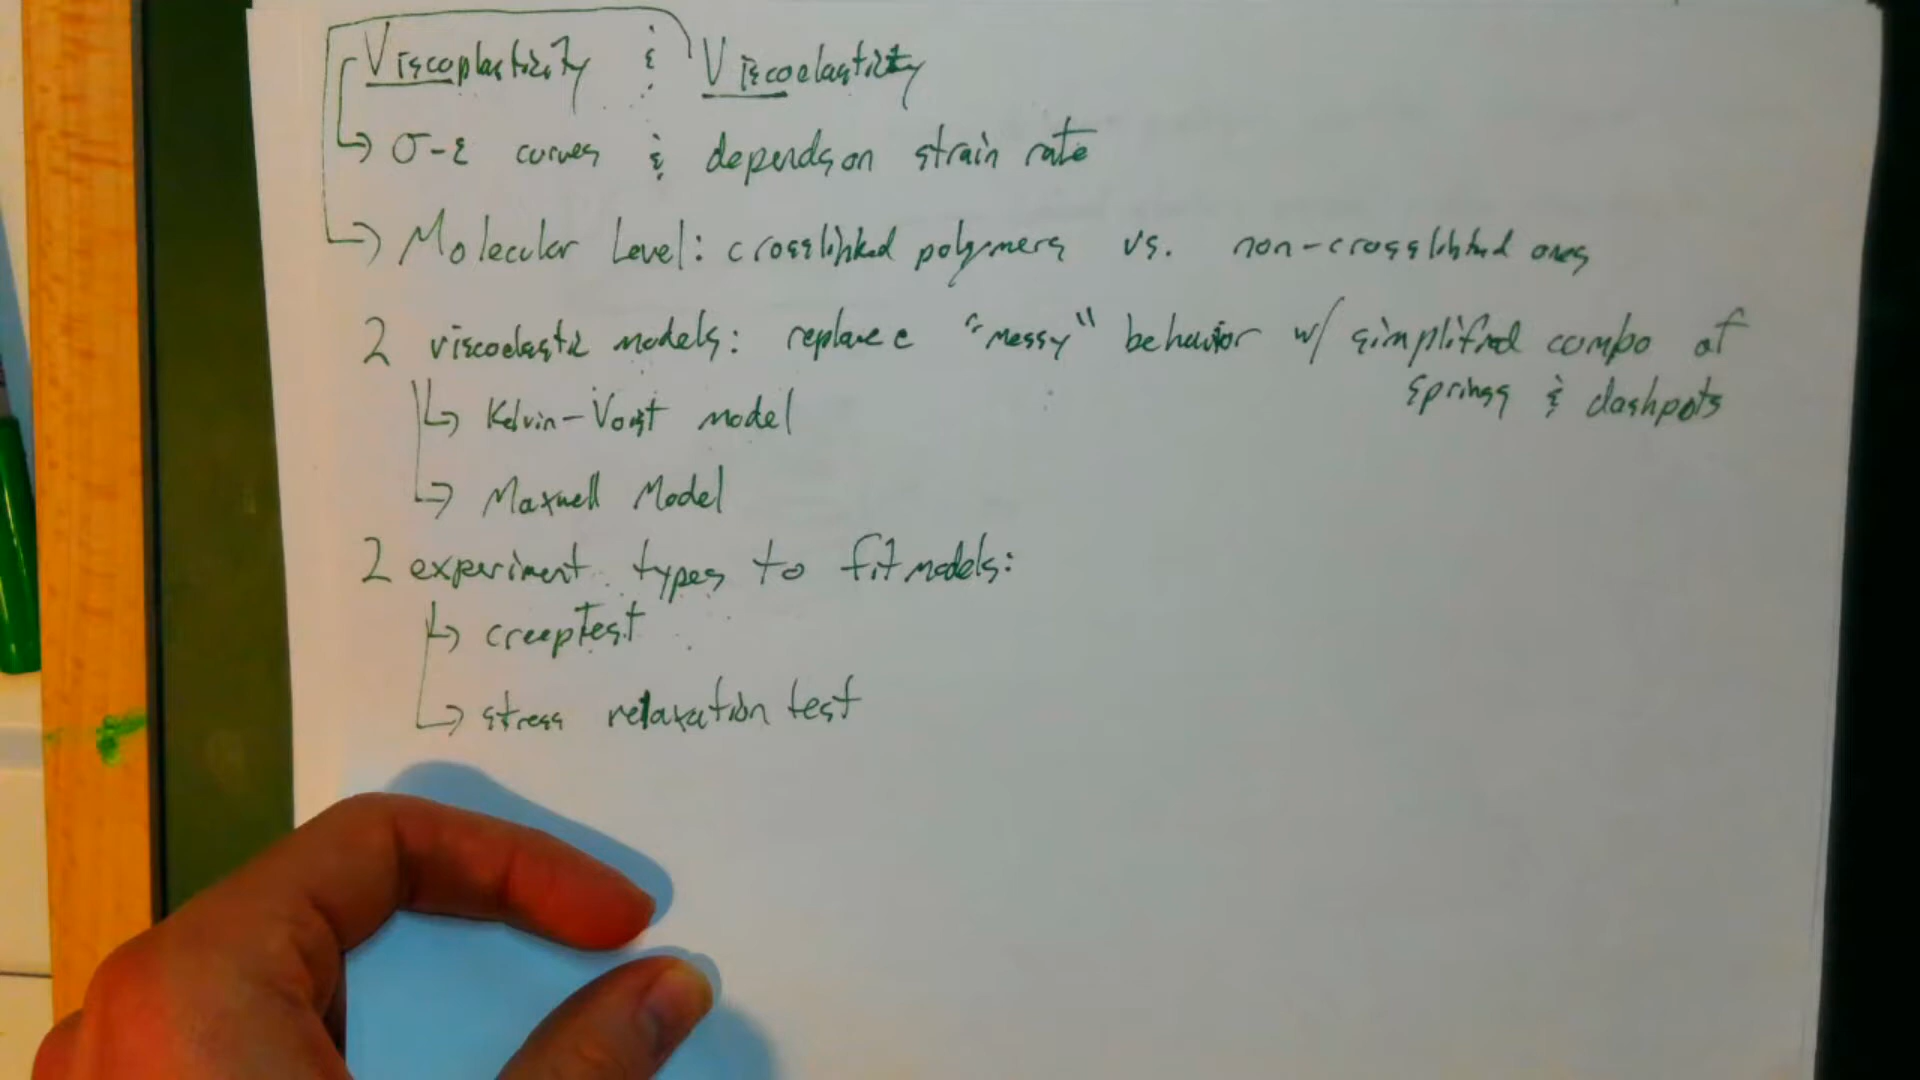 Viscoplasticity & Viscoelasticity
↳ σ-ε curves & depends on strain rate
↳ Molecular Level: crosslinked polymers vs. non-crosslinked ones
2 viscoelastic models: replace "messy" behavior w/ simplified combo of
springs & dashpots
↳ Kelvin-Voigt model
↳ Maxwell Model
2 experiment types to fit models:
↳ creep test
↳ stress relaxation test